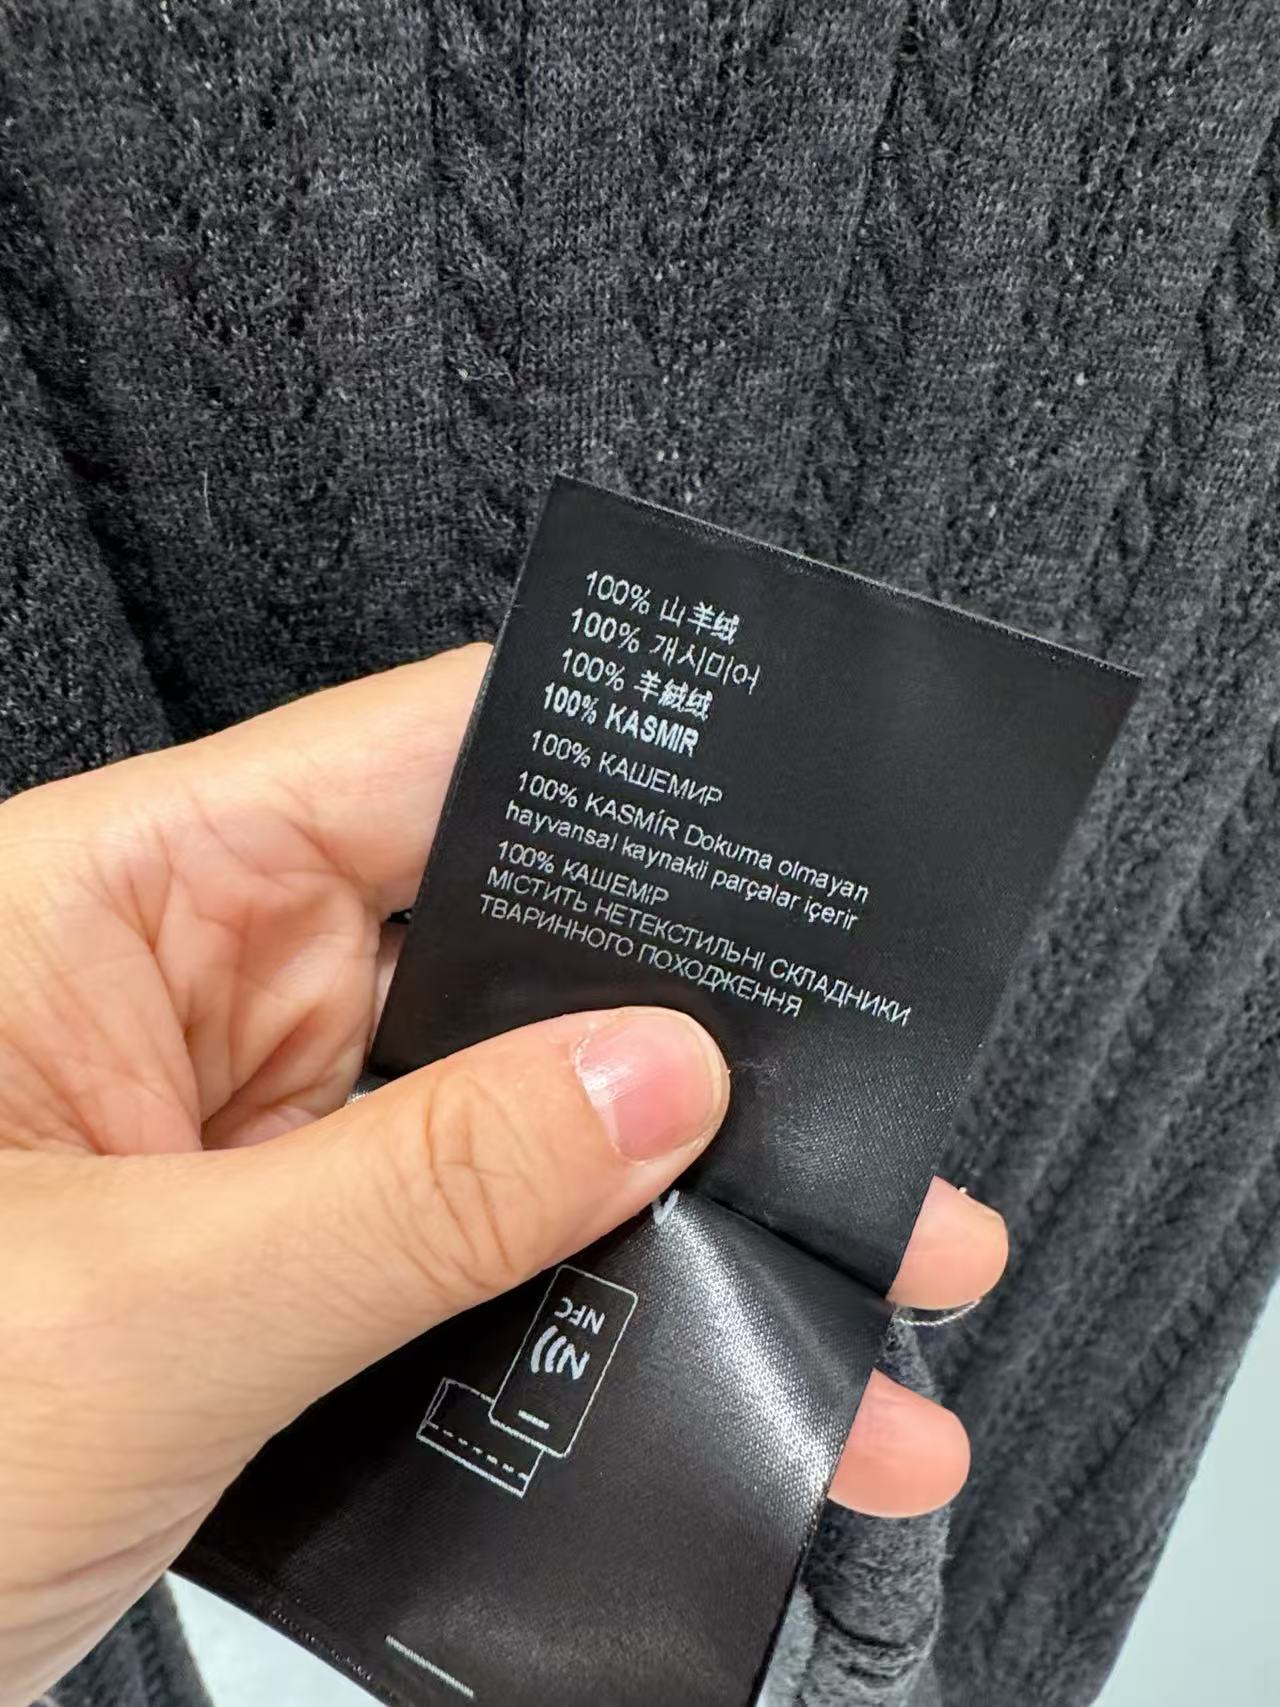 100% 山羊绒
100% 개시미어
100% 羊絨绒
100% KASMIR
100% КАШЕМИР
100% KASMİR Dokuma olmayan
hayvansal kaynakli parçalar içerir
100% КАШЕМІР
МІСТИТЬ НЕТЕКСТИЛЬНІ СКЛАДНИКИ
ТВАРИННОГО ПОХОДЖЕННЯ
NFC